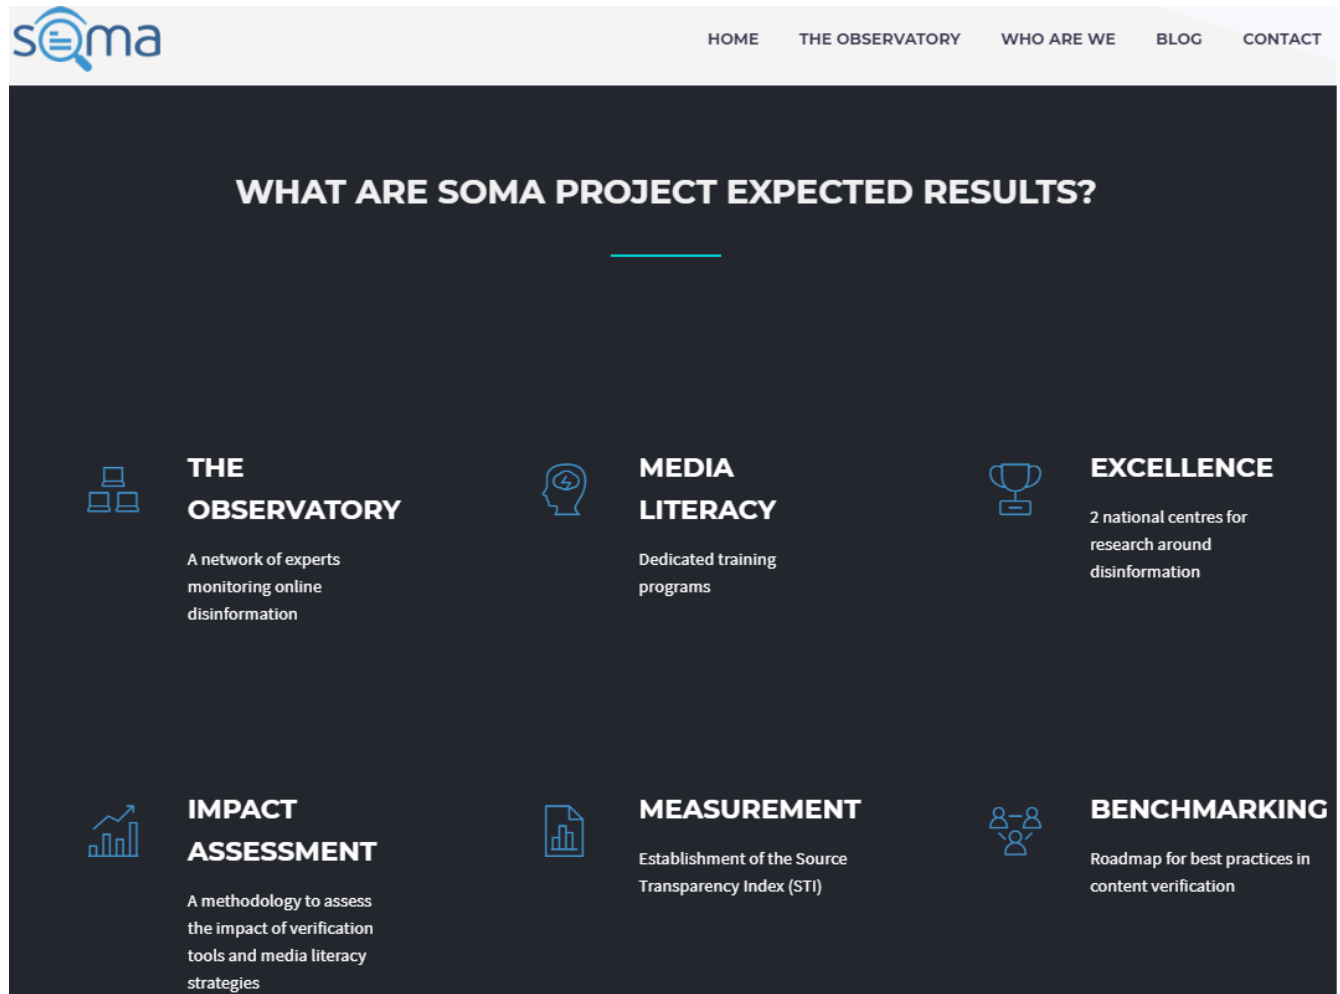 soma
HOME THE OBSERVATORY WHO ARE WE BLOG CONTACT
WHAT ARE SOMA PROJECT EXPECTED RESULTS?
THE
OBSERVATORY
A network of experts
monitoring online
disinformation
MEDIA
LITERACY
Dedicated training
programs
EXCELLENCE
2 national centres for
research around
disinformation
IMPACT
ASSESSMENT
A methodology to assess
the impact of verification
tools and media literacy
strategies
MEASUREMENT
Establishment of the Source
Transparency Index (STI)
BENCHMARKING
Roadmap for best practices in
content verification